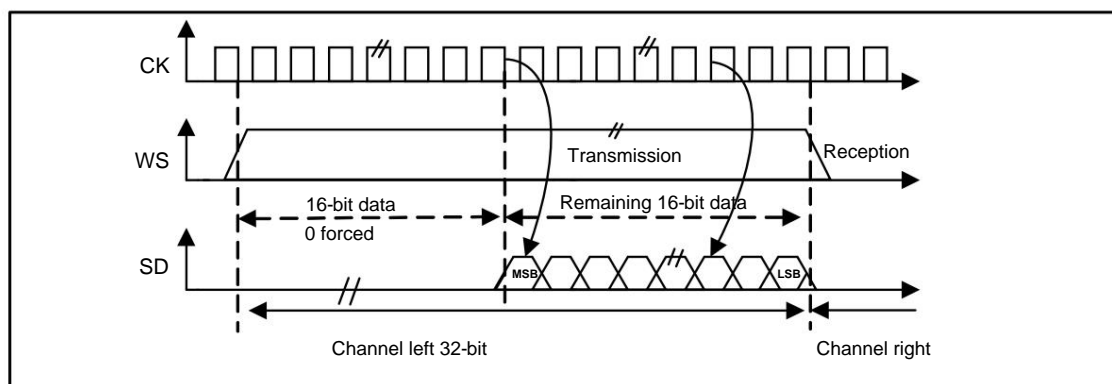 CK
WS
Transmission
Reception
16-bit data
Remaining 16-bit data
0 forced
SD
MSB
LSB
Channel left 32-bit
Channel right